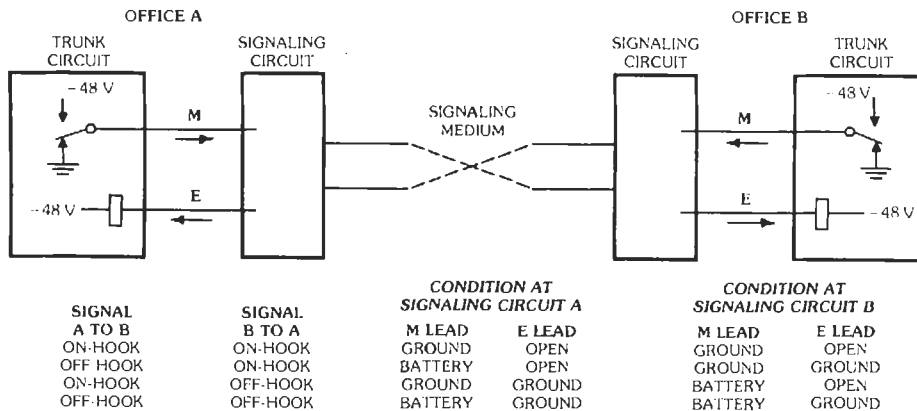 OFFICE A
OFFICE B
TRUNK CIRCUIT
SIGNALING CIRCUIT
SIGNALING CIRCUIT
TRUNK CIRCUIT
-48 V
M
SIGNALING MEDIUM
M
-48 V
-48 V
E
E
-48 V
SIGNAL A TO B
SIGNAL B TO A
CONDITION AT SIGNALING CIRCUIT A
CONDITION AT SIGNALING CIRCUIT B
M LEAD E LEAD M LEAD E LEAD
ON-HOOK ON-HOOK GROUND OPEN GROUND OPEN
OFF HOOK ON-HOOK BATTERY OPEN GROUND GROUND
ON-HOOK OFF-HOOK GROUND GROUND BATTERY OPEN
OFF-HOOK OFF-HOOK BATTERY GROUND BATTERY GROUND